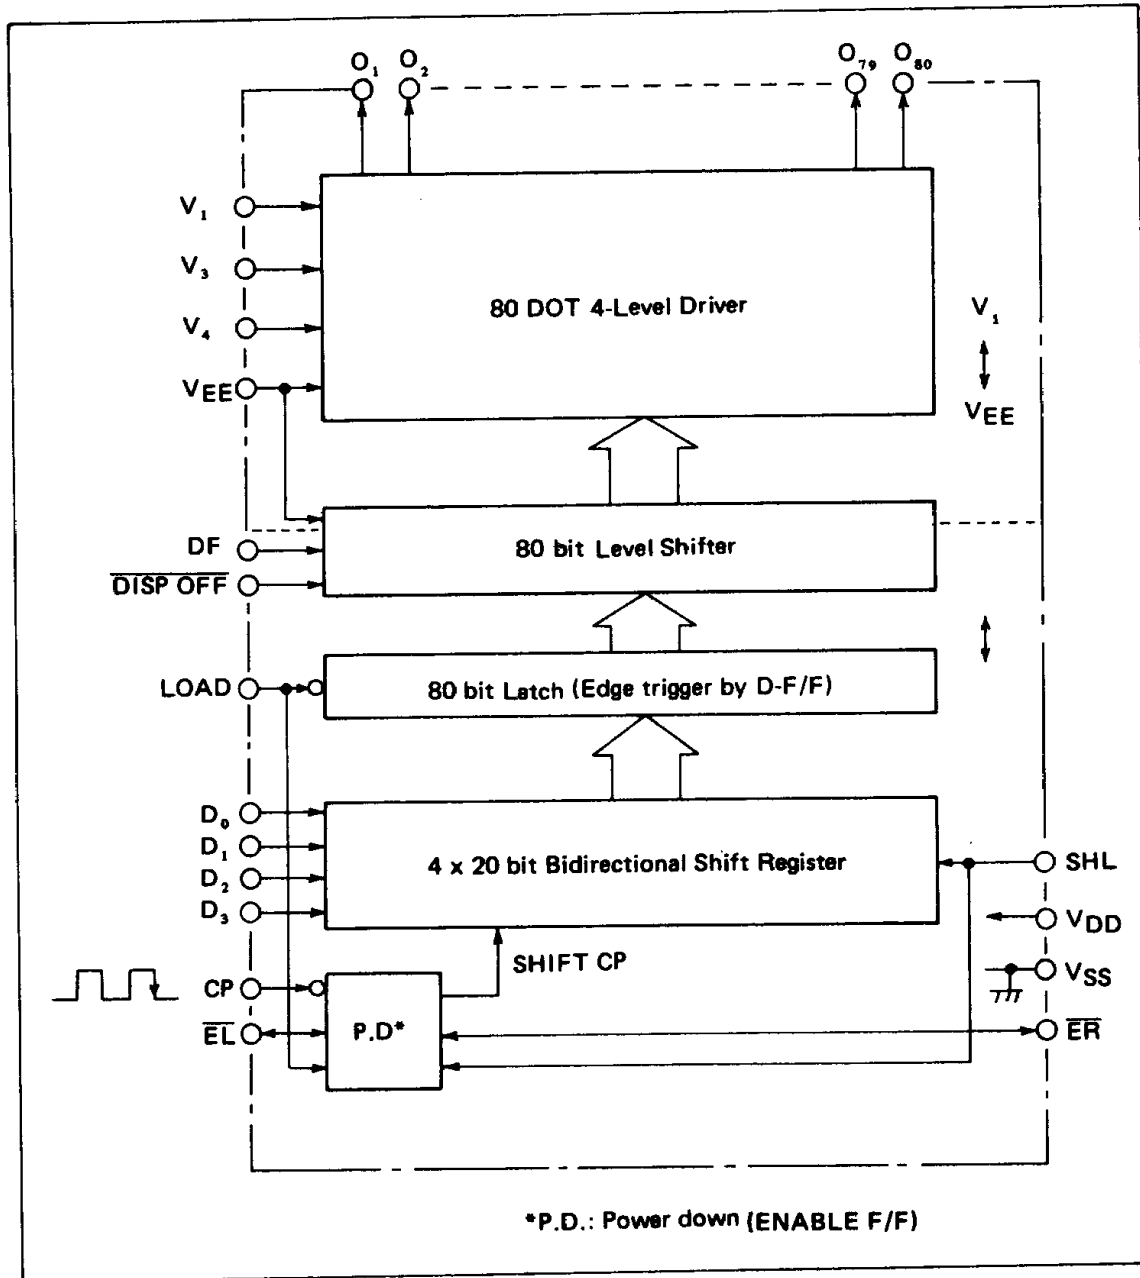 O₁ O₂ O₇₉ O₈₀
V₁
V₃
80 DOT 4-Level Driver
V₁
V₄
VEE
VEE
DF
80 bit Level Shifter
DISP OFF
LOAD
80 bit Latch (Edge trigger by D-F/F)
D₀
D₁
4 x 20 bit Bidirectional Shift Register
SHL
D₂
D₃
VDD
SHIFT CP
VSS
CP
P.D*
EL
ER
*P.D.: Power down (ENABLE F/F)